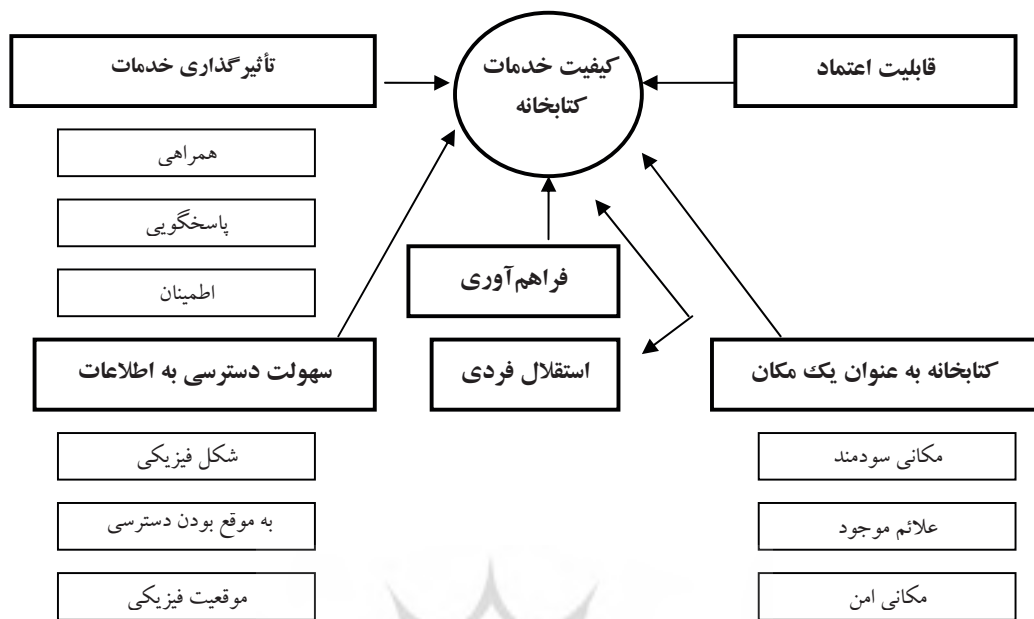 قابلیت اعتماد
کیفیت خدمات
کتابخانه
تأثیرگذاری خدمات
همراهی
پاسخگویی
اطمینان
فراهم‌آوری
کتابخانه به عنوان یک مکان
استقلال فردی
سهولت دسترسی به اطلاعات
مکانی سودمند
شکل فیزیکی
علائم موجود
به موقع بودن دسترسی
مکانی امن
موقعیت فیزیکی